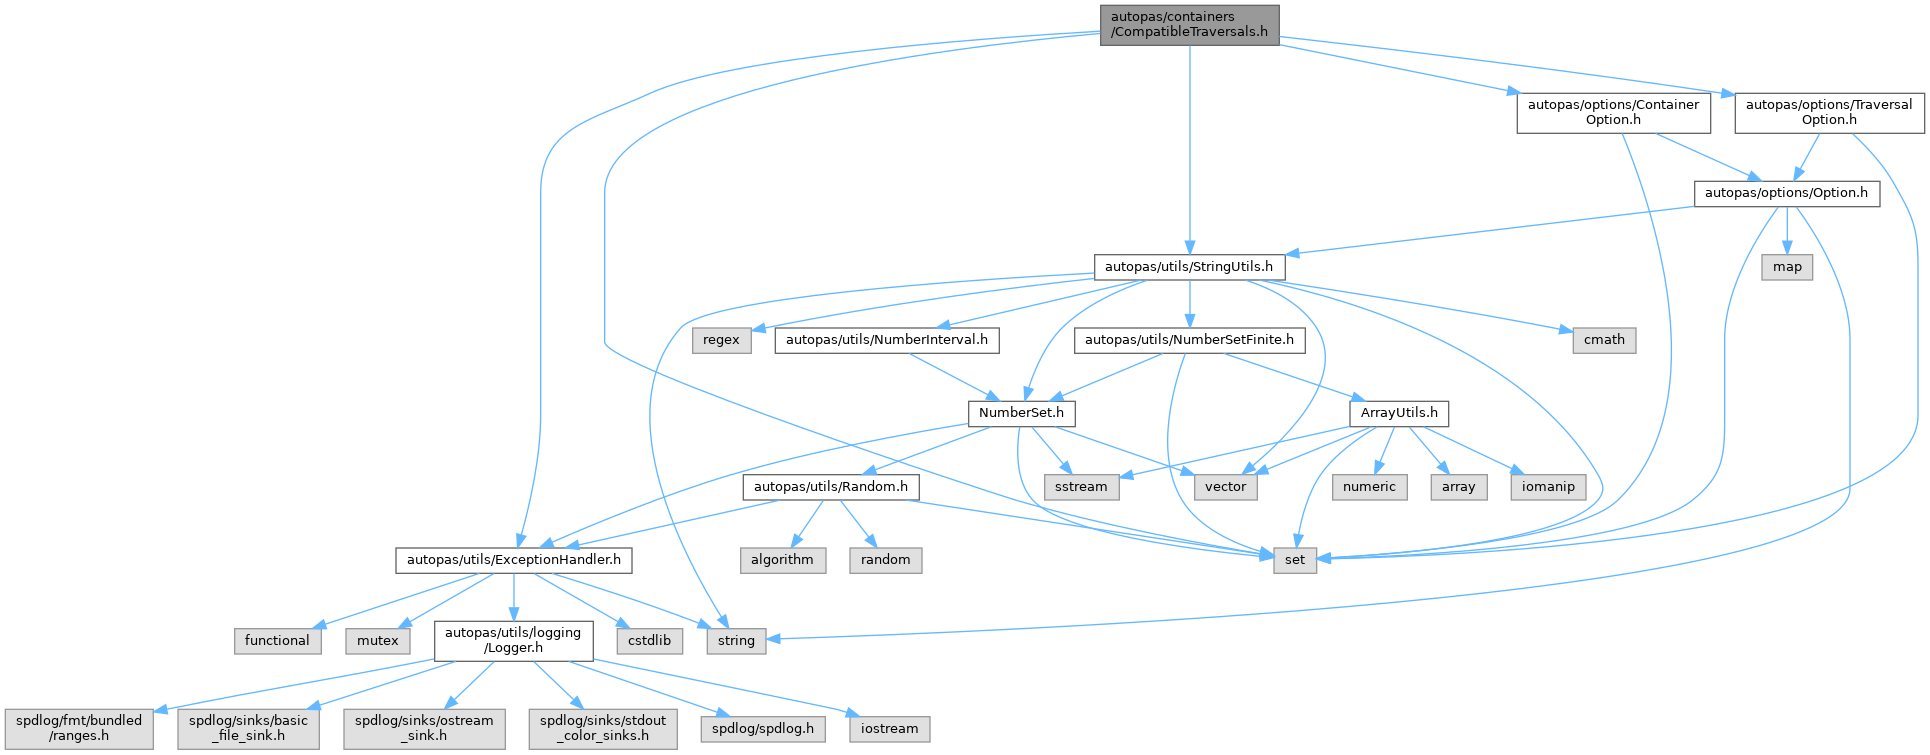 autopas/containers
/CompatibleTraversals.h
autopas/options/Container
Option.h
autopas/options/Traversal
Option.h
autopas/options/Option.h
autopas/utils/StringUtils.h
map
regex
autopas/utils/NumberInterval.h
autopas/utils/NumberSetFinite.h
cmath
NumberSet.h
ArrayUtils.h
autopas/utils/Random.h
sstream
vector
numeric
array
iomanip
autopas/utils/ExceptionHandler.h
algorithm
random
set
functional
mutex
autopas/utils/logging
/Logger.h
cstdlib
string
spdlog/fmt/bundled
/ranges.h
spdlog/sinks/basic
_file_sink.h
spdlog/sinks/ostream
_sink.h
spdlog/sinks/stdout
_color_sinks.h
spdlog/spdlog.h
iostream